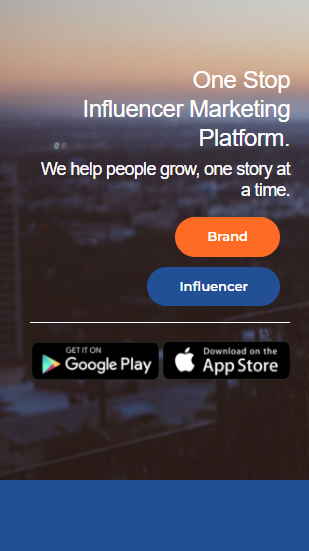 One Stop
Influencer Marketing
Platform.
We help people grow, one story at
a time.
Brand
Influencer
GET IT ON
Google Play
Download on the
App Store